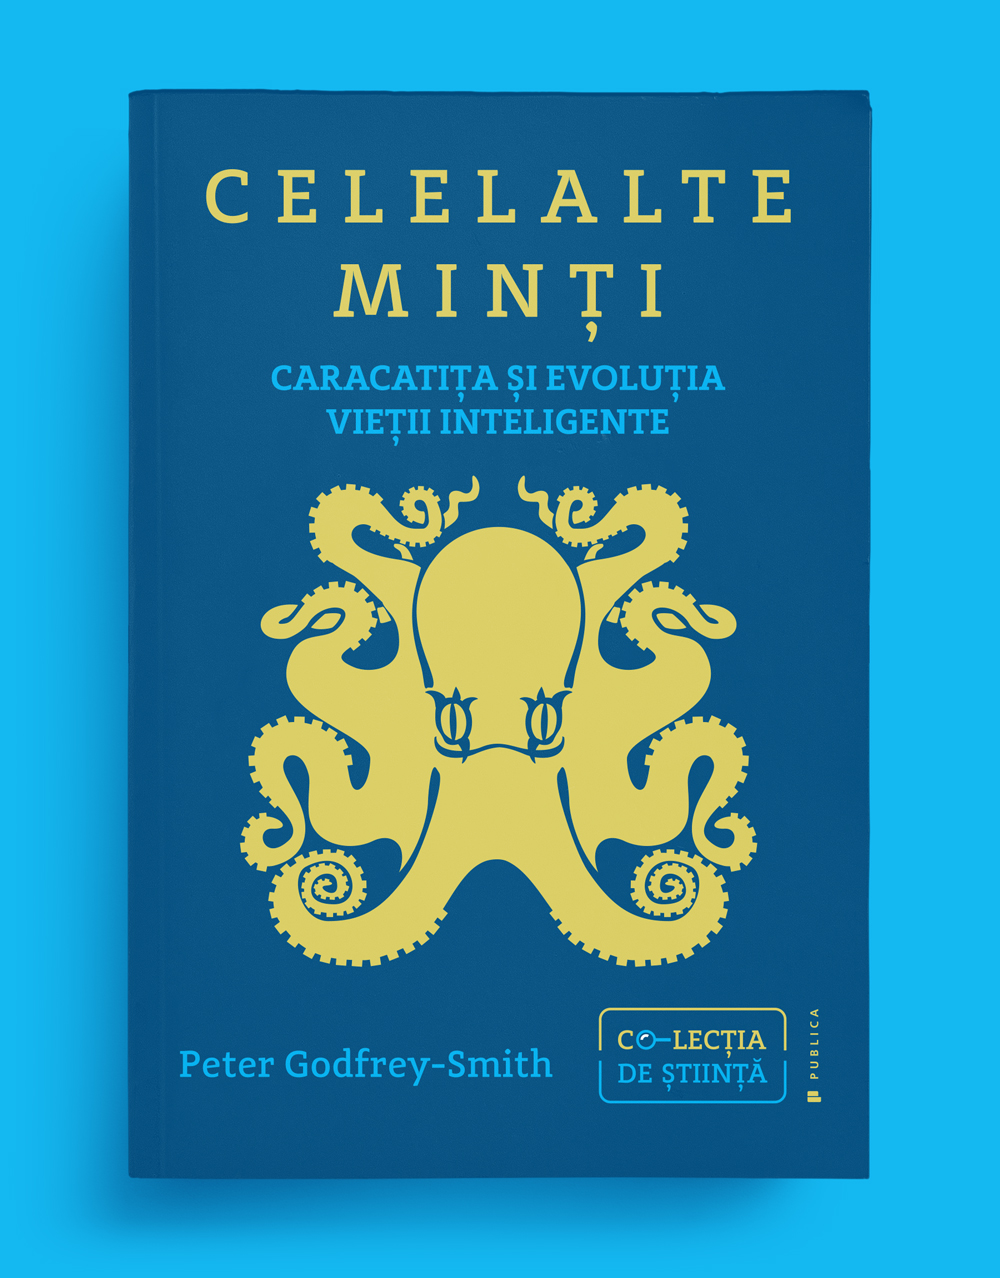 CELELALTE
MINȚI
CARACATIȚA ȘI EVOLUȚIA
VIEȚII INTELIGENTE
Peter Godfrey-Smith
CO-LECȚIA
DE ȘTIINȚĂ
PUBLICA